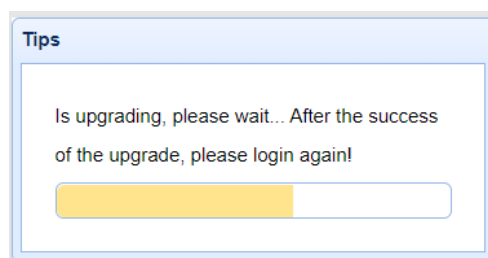 Tips
Is upgrading, please wait... After the success
of the upgrade, please login again!